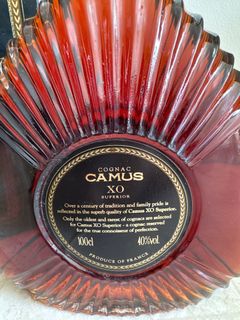 COGNAC
CAMUS
XO
SUPERIOR
Over a century of tradition and family pride is
reflected in the superb quality of Camus XO Superior.
Only the oldest and rarest of cognacs are selected
for Camus XO Superior - a cognac reserved
for the true connoisseur of perfection.
100cl 40%vol.
PRODUCE OF FRANCE